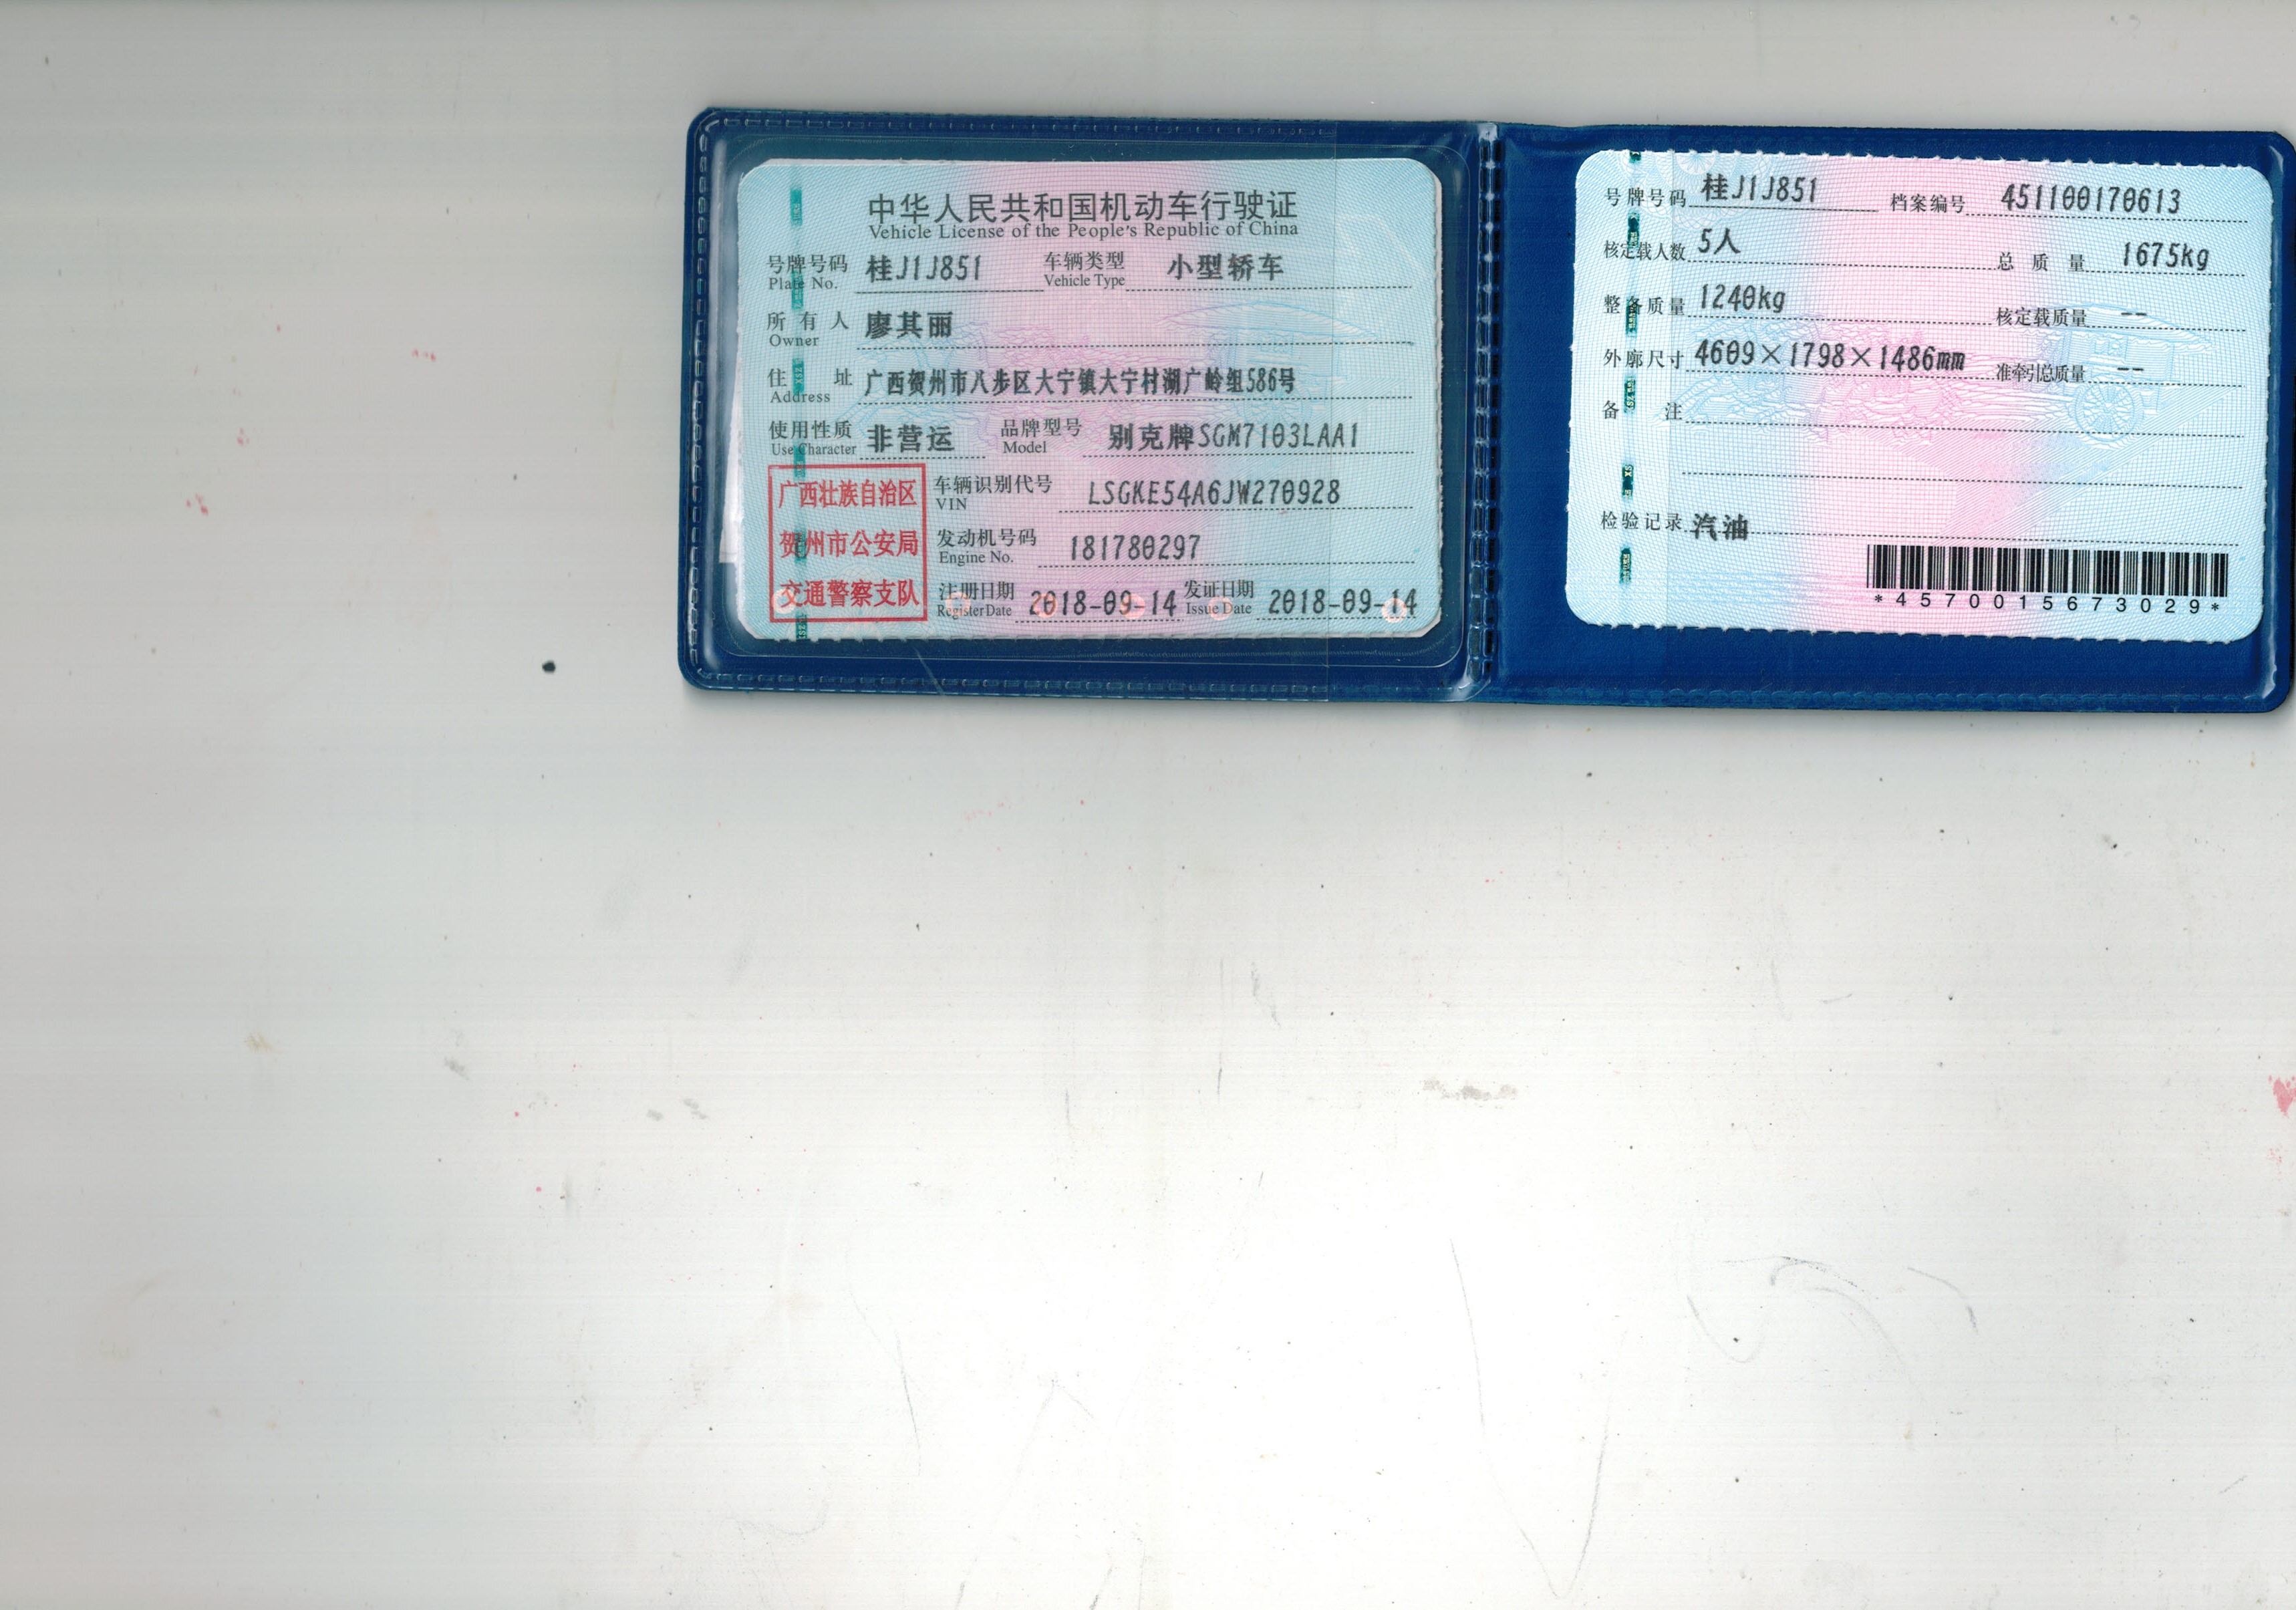 中华人民共和国机动车行驶证
Vehicle License of the People's Republic of China
号牌号码 桂J1J851 车辆类型 小型轿车
Plate No. Vehicle Type
所有人 廖其丽
Owner
住址 广西贺州市八步区大宁镇大宁村湖广岭组586号
Address
使用性质 非营运 品牌型号 别克牌SGM7103LAA1
Use Character Model
广西壮族自治区
贺州市公安局
交通警察支队
车辆识别代号 LSGKE54A6JW270928
VIN
发动机号码 181780297
Engine No.
注册日期 2018-09-14 发证日期 2018-09-14
Register Date Issue Date
号牌号码 桂J1J851 档案编号 451100170613
核定载人数 5人 总质量 1675kg
整备质量 1240kg 核定载质量 --
外廓尺寸 4609×1798×1486mm 准牵引总质量 --
备注
检验记录 汽油
*4570015673029*